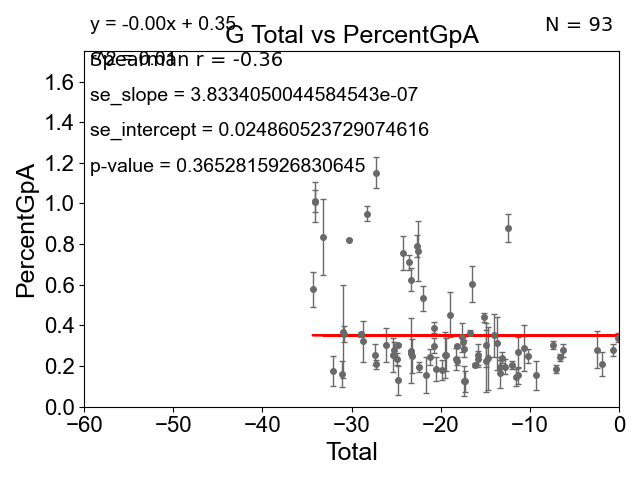 y = -0.00x + 0.35
N = 93
G Total vs PercentGpA
Spearman r = -0.36
se_slope = 3.8334050044584543e-07
se_intercept = 0.024860523729074616
p-value = 0.3652815926830645
1.6
1.4
1.2
1.0
0.8
0.6
0.4
0.2
0.0
PercentGpA
−60 −50 −40 −30 −20 −10 0
Total